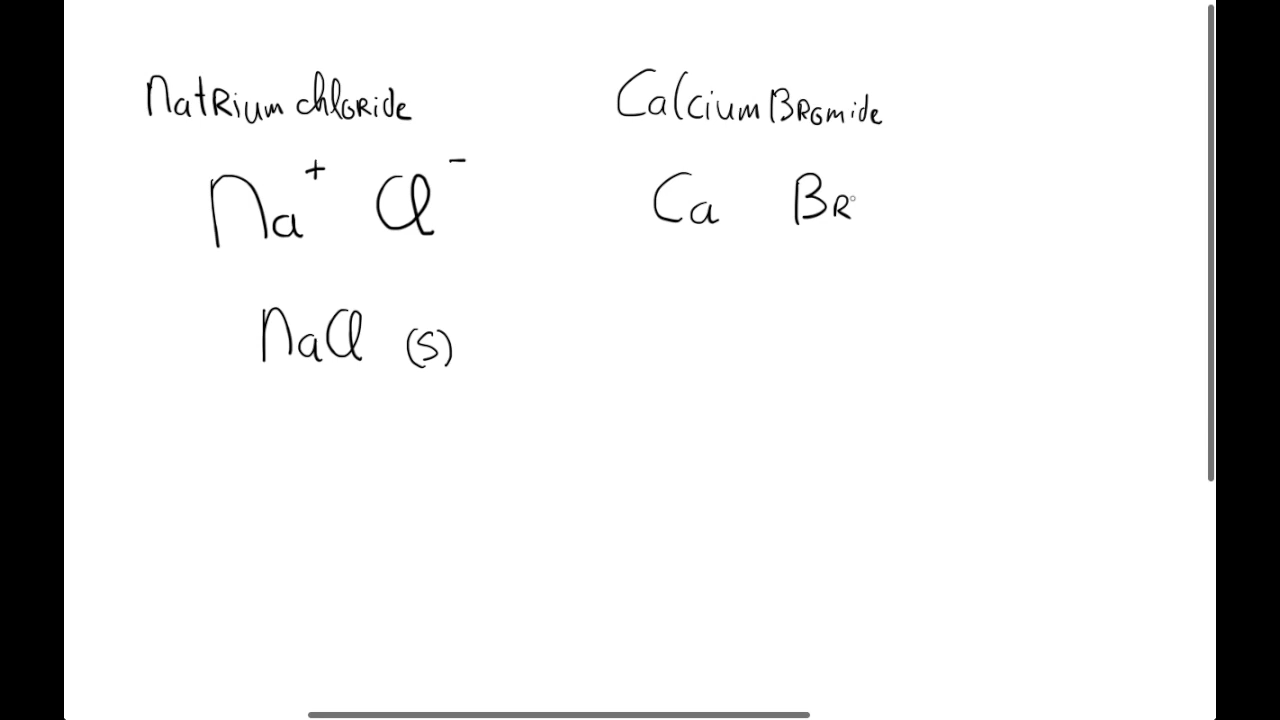 Natrium chloride
Na⁺ Cl⁻
NaCl (s)
Calcium Bromide
Ca Br